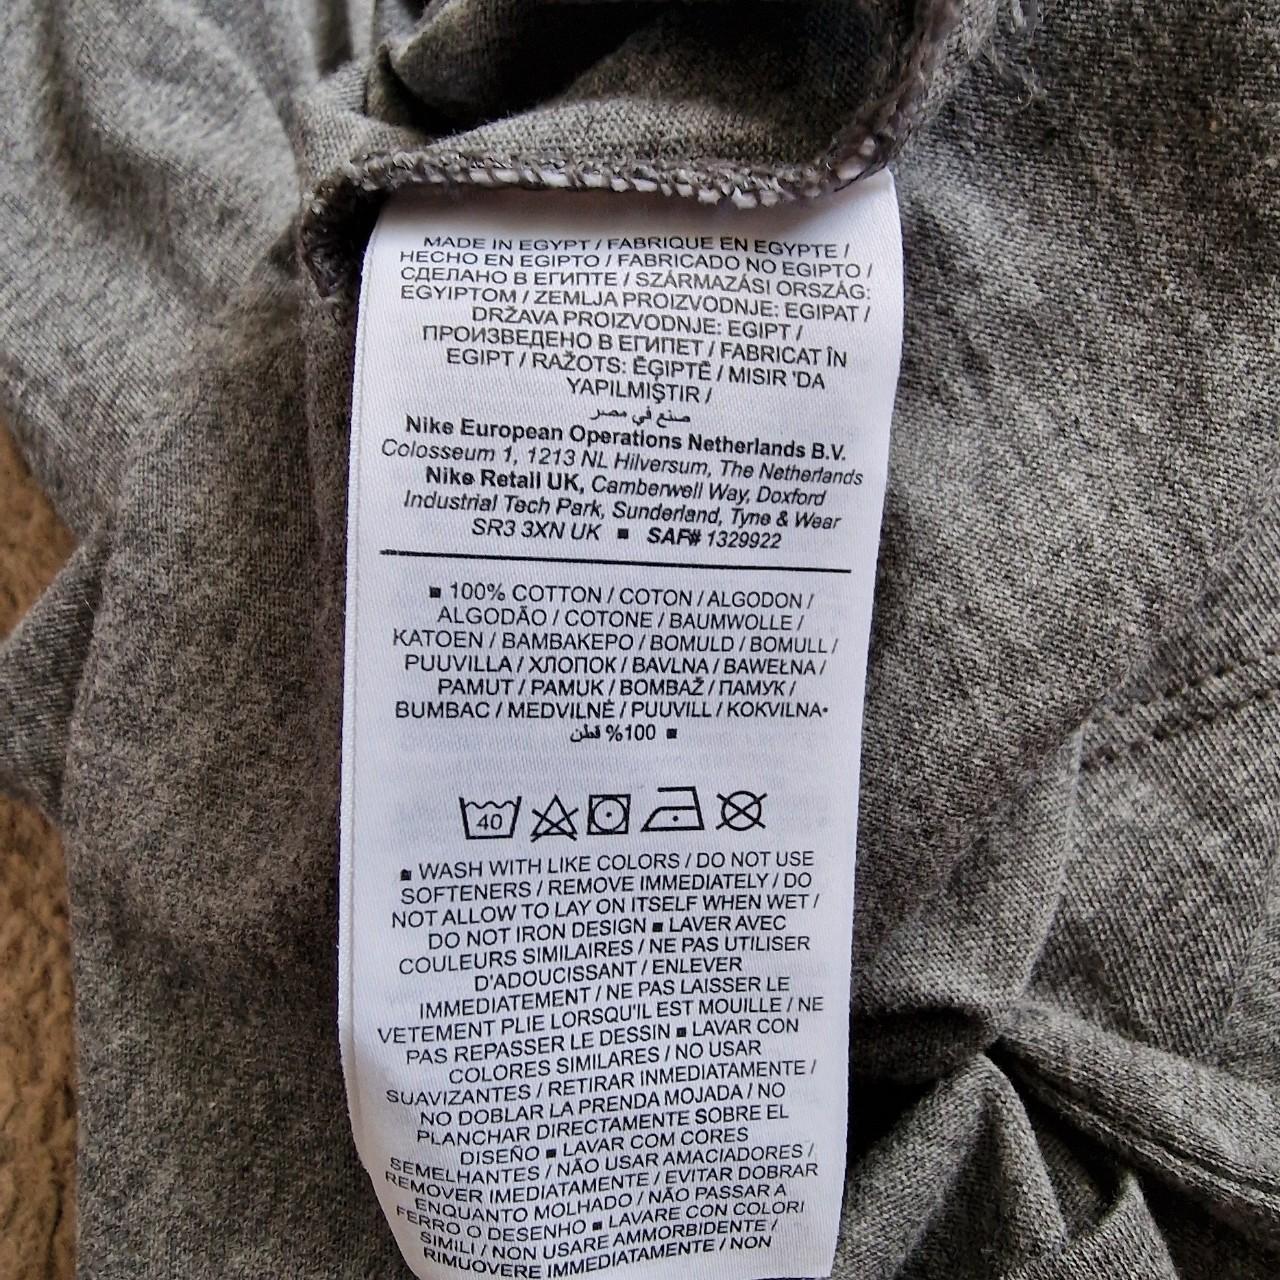 MADE IN EGYPT / FABRIQUE EN EGYPTE /
HECHO EN EGIPTO / FABRICADO NO EGIPTO /
СДЕЛАНО В ЕГИПТЕ / SZÁRMAZÁSI ORSZÁG:
EGYIPTOM / ZEMLJA PROIZVODNJE: EGIPAT /
DRŽAVA PROIZVODNJE: EGIPT /
ПРОИЗВЕДЕНО В ЕГИПЕТ / FABRICAT ÎN
EGIPT / RAŽOTS: ĒĢIPTĒ / MISIR 'DA
YAPILMIŞTIR /
صنع في مصر
Nike European Operations Netherlands B.V.
Colosseum 1, 1213 NL Hilversum, The Netherlands
Nike Retail UK, Camberwell Way, Doxford
Industrial Tech Park, Sunderland, Tyne & Wear
SR3 3XN UK ■ SAF# 1329922
■ 100% COTTON / COTON / ALGODON /
ALGODÃO / COTONE / BAUMWOLLE /
KATOEN / BAMBAKEPO / BOMULD / BOMULL /
PUUVILLA / ХЛОПОК / BAVLNA / BAWEŁNA /
PAMUT / PAMUK / BOMBAŽ / ПАМУК /
BUMBAC / MEDVILNĖ / PUUVILL / KOKVILNA•
■ 100% قطن
40
■ WASH WITH LIKE COLORS / DO NOT USE
SOFTENERS / REMOVE IMMEDIATELY / DO
NOT ALLOW TO LAY ON ITSELF WHEN WET /
DO NOT IRON DESIGN ■ LAVER AVEC
COULEURS SIMILAIRES / NE PAS UTILISER
D'ADOUCISSANT / ENLEVER
IMMEDIATEMENT / NE PAS LAISSER LE
VETEMENT PLIE LORSQU'IL EST MOUILLE / NE
PAS REPASSER LE DESSIN ■ LAVAR CON
COLORES SIMILARES / NO USAR
SUAVIZANTES / RETIRAR INMEDIATAMENTE /
NO DOBLAR LA PRENDA MOJADA / NO
PLANCHAR DIRECTAMENTE SOBRE EL
DISEÑO ■ LAVAR COM CORES
SEMELHANTES / NÃO USAR AMACIADORES /
REMOVER IMEDIATAMENTE / EVITAR DOBRAR
ENQUANTO MOLHADO / NÃO PASSAR A
FERRO O DESENHO ■ LAVARE CON COLORI
SIMILI / NON USARE AMMORBIDENTE /
RIMUOVERE IMMEDIATAMENTE / NON